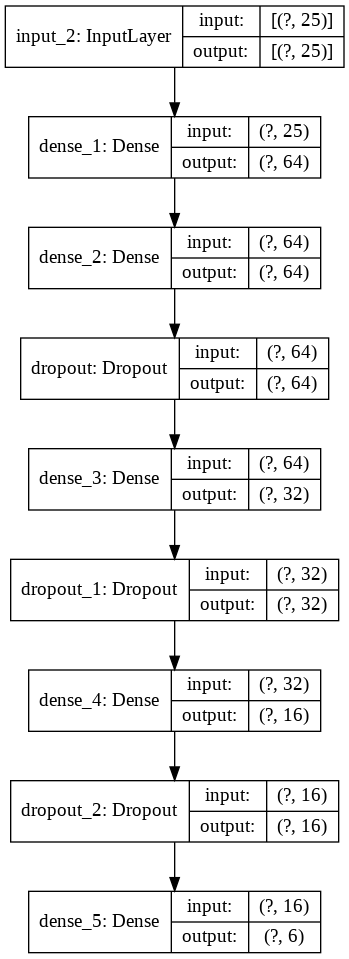 input_2: InputLayer input: [(?, 25)]
output: [(?, 25)]
dense_1: Dense input: (?, 25)
output: (?, 64)
dense_2: Dense input: (?, 64)
output: (?, 64)
dropout: Dropout input: (?, 64)
output: (?, 64)
dense_3: Dense input: (?, 64)
output: (?, 32)
dropout_1: Dropout input: (?, 32)
output: (?, 32)
dense_4: Dense input: (?, 32)
output: (?, 16)
dropout_2: Dropout input: (?, 16)
output: (?, 16)
dense_5: Dense input: (?, 16)
output: (?, 6)